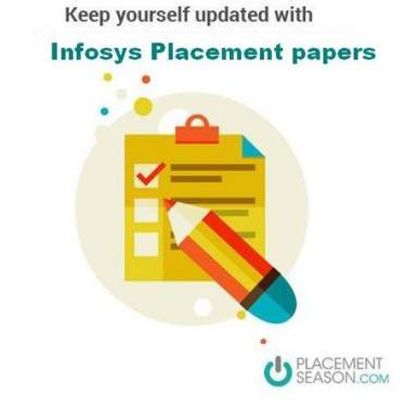 Keep yourself updated with
Infosys Placement papers
PLACEMENT
SEASON.COM